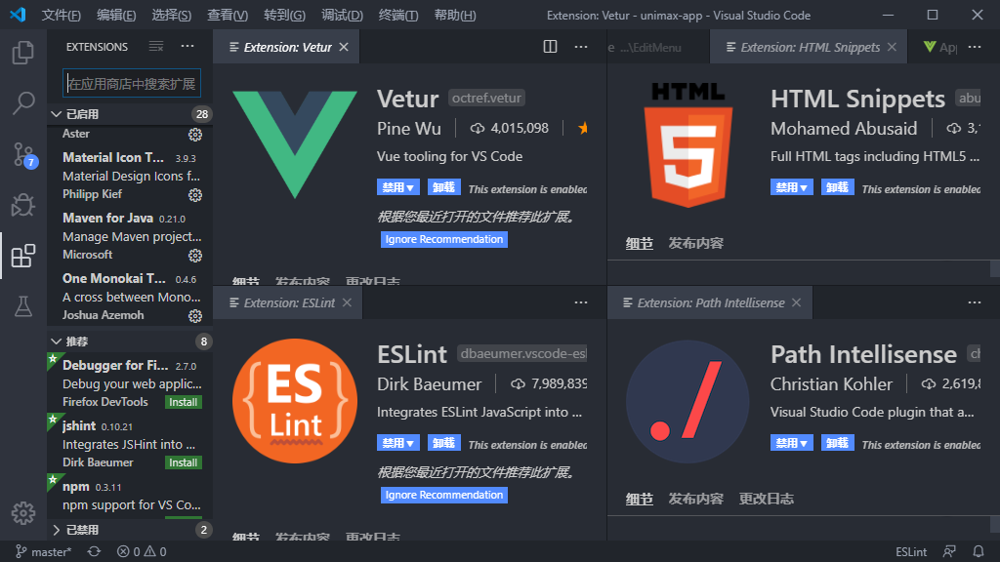 文件(F) 编辑(E) 选择(S) 查看(V) 转到(G) 调试(D) 终端(T) 帮助(H) Extension: Vetur - unimax-app - Visual Studio Code
EXTENSIONS
在应用商店中搜索扩展
已启用 28
Aster
Material Icon T... 3.9.3
Material Design Icons f...
Philipp Kief
Maven for Java 0.21.0
Manage Maven project...
Microsoft
One Monokai T... 0.4.6
A cross between Mono...
Joshua Azemoh
推荐 8
Debugger for Fi... 2.7.0
Debug your web applic...
Firefox DevTools Install
jshint 0.10.21
Integrates JSHint into ...
Dirk Baeumer Install
npm 0.3.11
npm support for VS Co...
已禁用 2
7
Extension: Vetur
Vetur octref.vetur
Pine Wu 4,015,098
Vue tooling for VS Code
禁用 卸载 This extension is enabled
根据您最近打开的文件推荐此扩展。
Ignore Recommendation
细节 发布内容 更改日志
e ...\EditMenu Extension: HTML Snippets Ap
HTML
5
HTML Snippets abu
Mohamed Abusaid 3,
Full HTML tags including HTML5 ...
禁用 卸载 This extension is enabled
细节 发布内容
Extension: ESLint
{ES Lint}
ESLint dbaeumer.vscode-es
Dirk Baeumer 7,989,839
Integrates ESLint JavaScript into ...
禁用 卸载 This extension is enabled
根据您最近打开的文件推荐此扩展。
Ignore Recommendation
细节 发布内容 更改日志
Extension: Path Intellisense
./
Path Intellisense ch
Christian Kohler 2,619,8
Visual Studio Code plugin that a...
禁用 卸载 This extension is enabled
细节 发布内容 更改日志
master* 0 0 ESLint